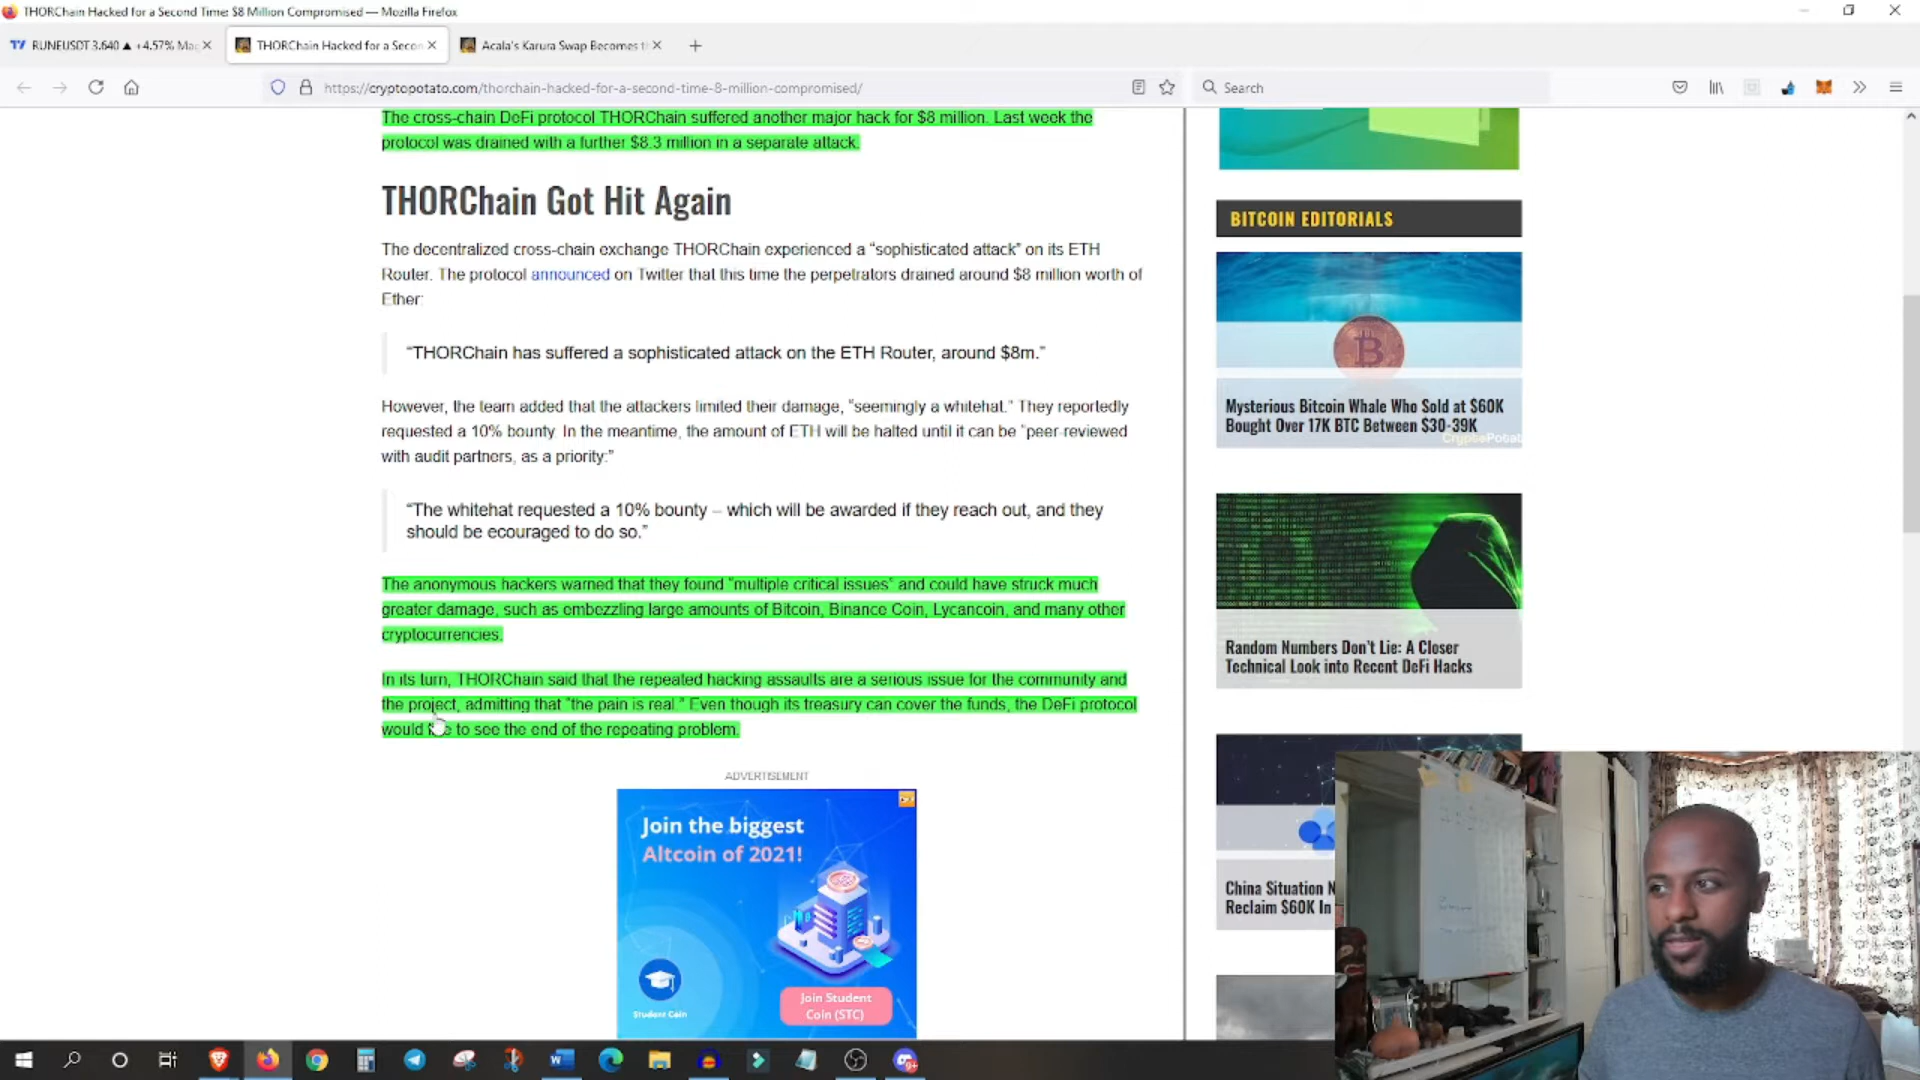 THORChain Hacked for a Second Time: $8 Million Compromised — Mozilla Firefox
RUNEUSDT 3.640 ▲ +4.57%
THORChain Hacked for a Secon
Acala's Karura Swap Becomes t
https://cryptopotato.com/thorchain-hacked-for-a-second-time-8-million-compromised/
Search
The cross-chain DeFi protocol THORChain suffered another major hack for $8 million. Last week the
protocol was drained with a further $8.3 million in a separate attack.
THORChain Got Hit Again
The decentralized cross-chain exchange THORChain experienced a “sophisticated attack” on its ETH
Router. The protocol announced on Twitter that this time the perpetrators drained around $8 million worth of
Ether:
“THORChain has suffered a sophisticated attack on the ETH Router, around $8m.”
However, the team added that the attackers limited their damage, “seemingly a whitehat.” They reportedly
requested a 10% bounty. In the meantime, the amount of ETH will be halted until it can be “peer-reviewed
with audit partners, as a priority:”
“The whitehat requested a 10% bounty – which will be awarded if they reach out, and they
should be ecouraged to do so.”
The anonymous hackers warned that they found “multiple critical issues” and could have struck much
greater damage, such as embezzling large amounts of Bitcoin, Binance Coin, Lycancoin, and many other
cryptocurrencies.
In its turn, THORChain said that the repeated hacking assaults are a serious issue for the community and
the project, admitting that “the pain is real.” Even though its treasury can cover the funds, the DeFi protocol
would to see the end of the repeating problem.
ADVERTISEMENT
Join the biggest
Altcoin of 2021!
Student Coin
Join Student
Coin (STC)
BITCOIN EDITORIALS
Mysterious Bitcoin Whale Who Sold at $60K
Bought Over 17K BTC Between $30-39K
CryptoPotat
Random Numbers Don't Lie: A Closer
Technical Look into Recent DeFi Hacks
China Situation N
Reclaim $60K In